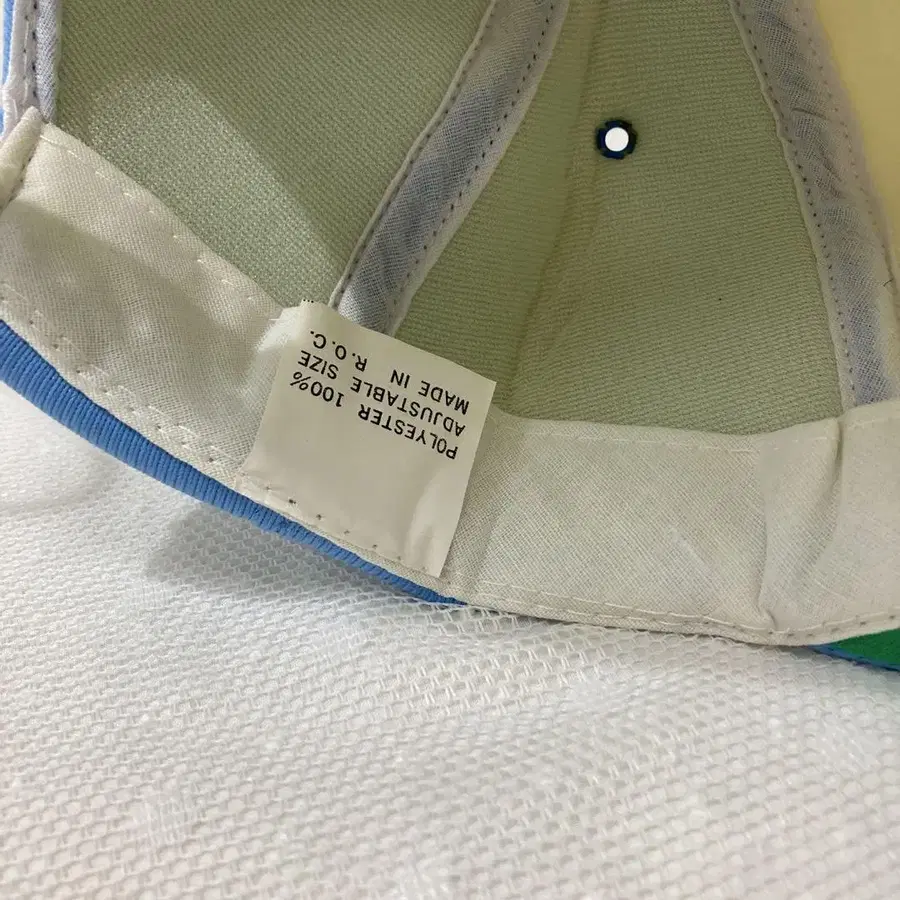 POLYESTER 100%
ADJUSTABLE SIZE
MADE IN R.O.C.